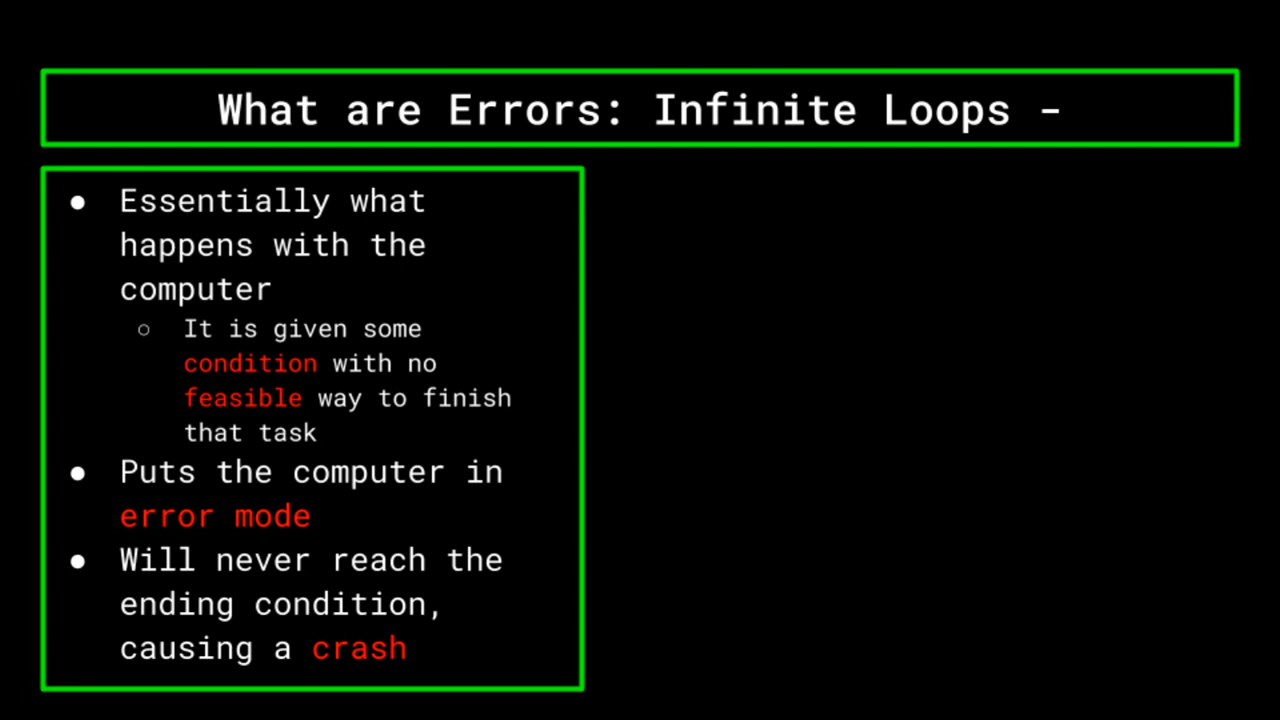 What are Errors: Infinite Loops -
● Essentially what
happens with the
computer
○ It is given some
condition with no
feasible way to finish
that task
● Puts the computer in
error mode
● Will never reach the
ending condition,
causing a crash